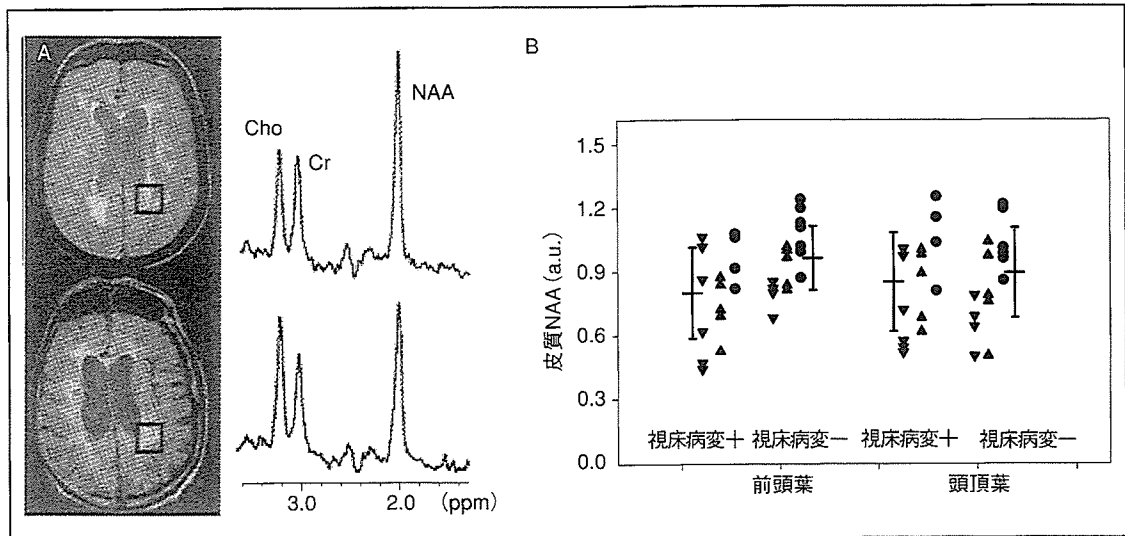 A
NAA
Cho
Cr
3.0
2.0
(ppm)
B
皮質NAA(a.u.)
1.5
1.2
0.9
0.6
0.3
0.0
視床病変+
視床病変-
視床病変+
視床病変-
前頭葉
頭頂葉